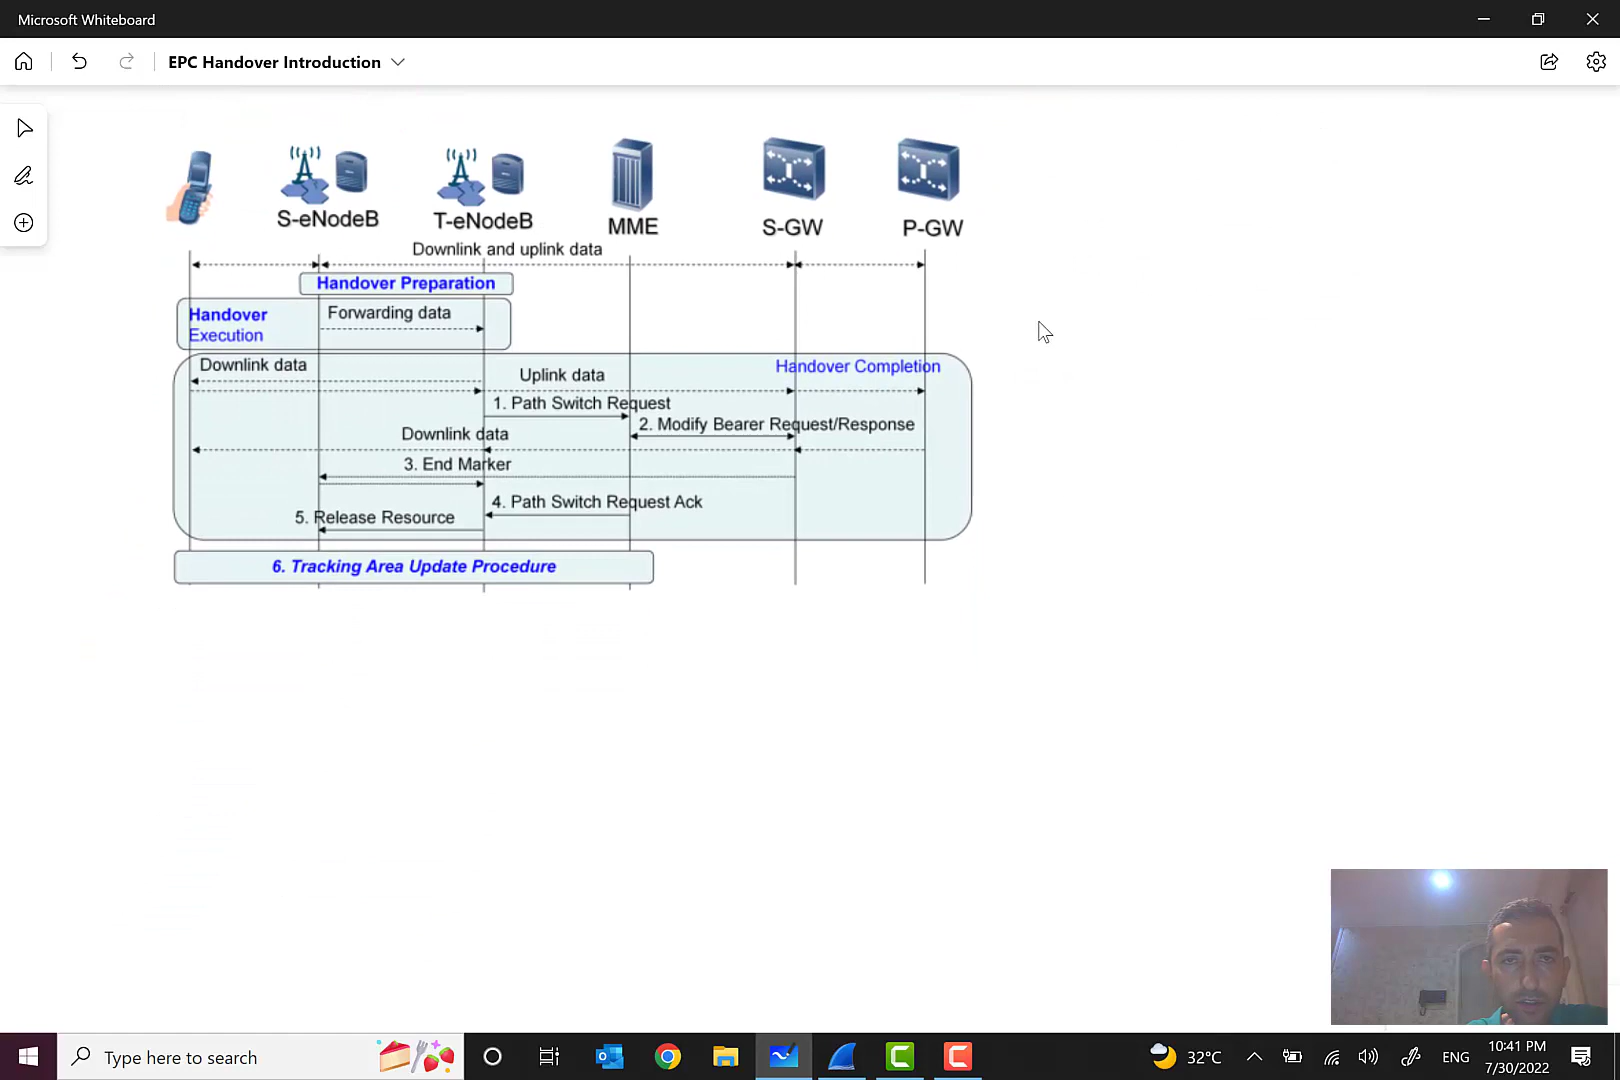 Microsoft Whiteboard
EPC Handover Introduction
S-eNodeB
T-eNodeB
MME
S-GW
P-GW
Downlink and uplink data
Handover Preparation
Handover
Execution
Forwarding data
Downlink data
Uplink data
Handover Completion
1. Path Switch Request
2. Modify Bearer Request/Response
Downlink data
3. End Marker
4. Path Switch Request Ack
5. Release Resource
6. Tracking Area Update Procedure
Type here to search
32°C
ENG
10:41 PM
7/30/2022